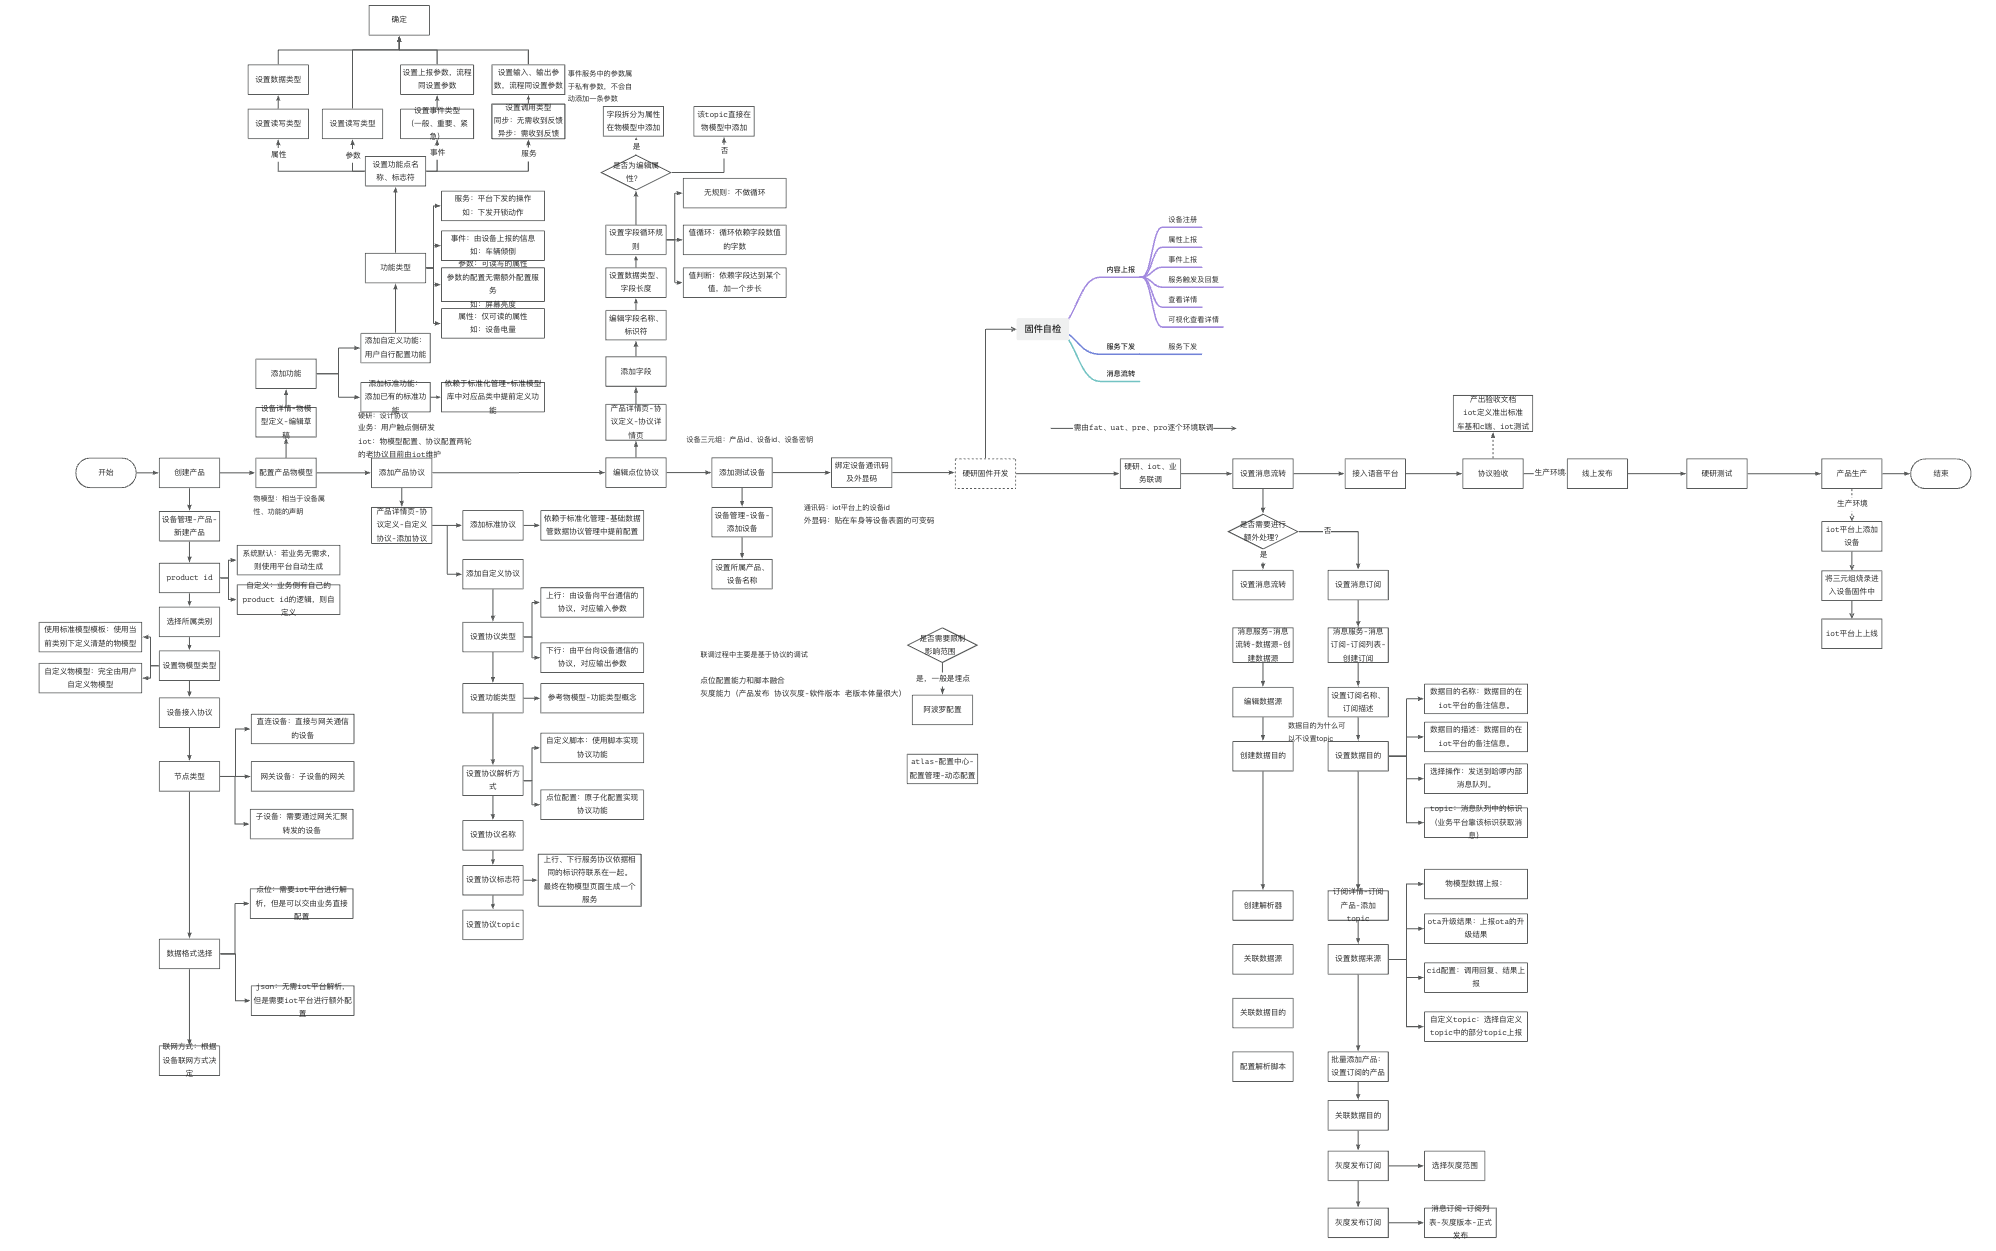 确定
设置数据类型
设置上报参数，流程
同设置参数
设置输入、输出参
数，流程同设置参数
事件服务中的参数属
于私有参数，不会自
动添加一条参数
设置读写类型
设置读写类型
设置事件类型
（一般、重要、紧
急）
设置调用类型
同步：无需收到反馈
异步：需收到反馈
属性
参数
事件
服务
设置功能点名
称、标志符
字段拆分为属性
在物模型中添加
该topic直接在
物模型中添加
是
否
是否为编辑属
性？
服务：平台下发的操作
如：下发开锁动作
事件：由设备上报的信息
如：车辆倾倒
功能类型
参数：可读写的属性
参数的配置无需额外配置服
务
如：屏幕亮度
属性：仅可读的属性
如：设备电量
无规则：不做循环
设置字段循环规
则
值循环：循环依赖字段数值
的字数
设置数据类型，
字段长度
值判断：依赖字段达到某个
值，加一个步长
编辑字段名称、
标识符
添加字段
产品详情页-协
议定义-协议详
情页
添加自定义功能：
用户自行配置功能
添加功能
添加标准功能：
添加已有的标准功
能
依赖于标准化管理-标准模型
库中对应品类中提前定义功
能
设备详情-物模
型定义-编辑草
稿
硬研：设计协议
业务：用户触点侧研发
iot：物模型配置、协议配置两轮
的老协议目前由iot维护
设备三元组：产品id、设备id、设备密钥
固件自检
内容上报
设备注册
属性上报
事件上报
服务触发及回复
查看详情
可视化查看详情
服务下发
服务下发
消息流转
需由fat、uat、pre、pro逐个环境联调
产出验收文档
iot定义准出标准
车基和c端、iot测试
开始
创建产品
配置产品物模型
添加产品协议
编辑点位协议
添加测试设备
绑定设备通讯码
及外显码
硬研固件开发
硬研、iot、业
务联调
设置消息流转
接入语音平台
协议验收
生产环境
线上发布
硬研测试
产品生产
结束
物模型：相当于设备属
性、功能的声明
设备管理-产品-
新建产品
product id
系统默认：若业务无需求，
则使用平台自动生成
自定义：业务侧有自己的
product id的逻辑，则自
定义
选择所属类别
使用标准模型模板：使用当
前类别下定义清楚的物模型
设置物模型类型
自定义物模型：完全由用户
自定义物模型
设备接入协议
直连设备：直接与网关通信
的设备
节点类型
网关设备：子设备的网关
子设备：需要通过网关汇聚
转发的设备
点位：需要iot平台进行解
析，但是可以交由业务直接
配置
数据格式选择
json：无需iot平台解析，
但是需要iot平台进行额外配
置
联网方式：根据
设备联网方式决
定
产品详情页-协
议定义-自定义
协议-添加协议
添加标准协议
依赖于标准化管理-基础数据
管数据协议管理中提前配置
添加自定义协议
上行：由设备向平台通信的
协议，对应输入参数
设置协议类型
下行：由平台向设备通信的
协议，对应输出参数
设置功能类型
参考物模型-功能类型概念
自定义脚本：使用脚本实现
协议功能
设置协议解析方
式
点位配置：原子化配置实现
协议功能
设置协议名称
设置协议标志符
上行、下行服务协议依据相
同的标识符联系在一起。
最终在物模型页面生成一个
服务
设置协议topic
设备管理-设备-
添加设备
设置所属产品、
设备名称
通讯码：iot平台上的设备id
外显码：贴在车身等设备表面的可变码
联调过程中主要是基于协议的调试
点位配置能力和脚本融合
灰度能力（产品发布 协议灰度-软件版本 老版本体量很大）
是否需要限制
影响范围
是，一般是埋点
阿波罗配置
atlas-配置中心-
配置管理-动态配置
是否需要进行
额外处理？
否
是
设置消息流转
设置消息订阅
消息服务-消息
流转-数据源-创
建数据源
消息服务-消息
订阅-订阅列表-
创建订阅
编辑数据源
设置订阅名称、
订阅描述
数据目的为什么可
以不设置topic
创建数据目的
设置数据目的
数据目的名称：数据目的在
iot平台的备注信息。
数据目的描述：数据目的在
iot平台的备注信息。
选择操作：发送到哈啰内部
消息队列。
topic：消息队列中的标识
（业务平台靠该标识获取消
息）
创建解析器
订阅详情-订阅
产品-添加
topic
物模型数据上报：
ota升级结果：上报ota的升
级结果
关联数据源
设置数据来源
cid配置：调用回复、结果上
报
关联数据目的
自定义topic：选择自定义
topic中的部分topic上报
配置解析脚本
批量添加产品：
设置订阅的产品
关联数据目的
灰度发布订阅
选择灰度范围
灰度发布订阅
消息订阅-订阅列
表-灰度版本-正式
发布
生产环境
iot平台上添加
设备
将三元组烧录进
入设备固件中
iot平台上上线